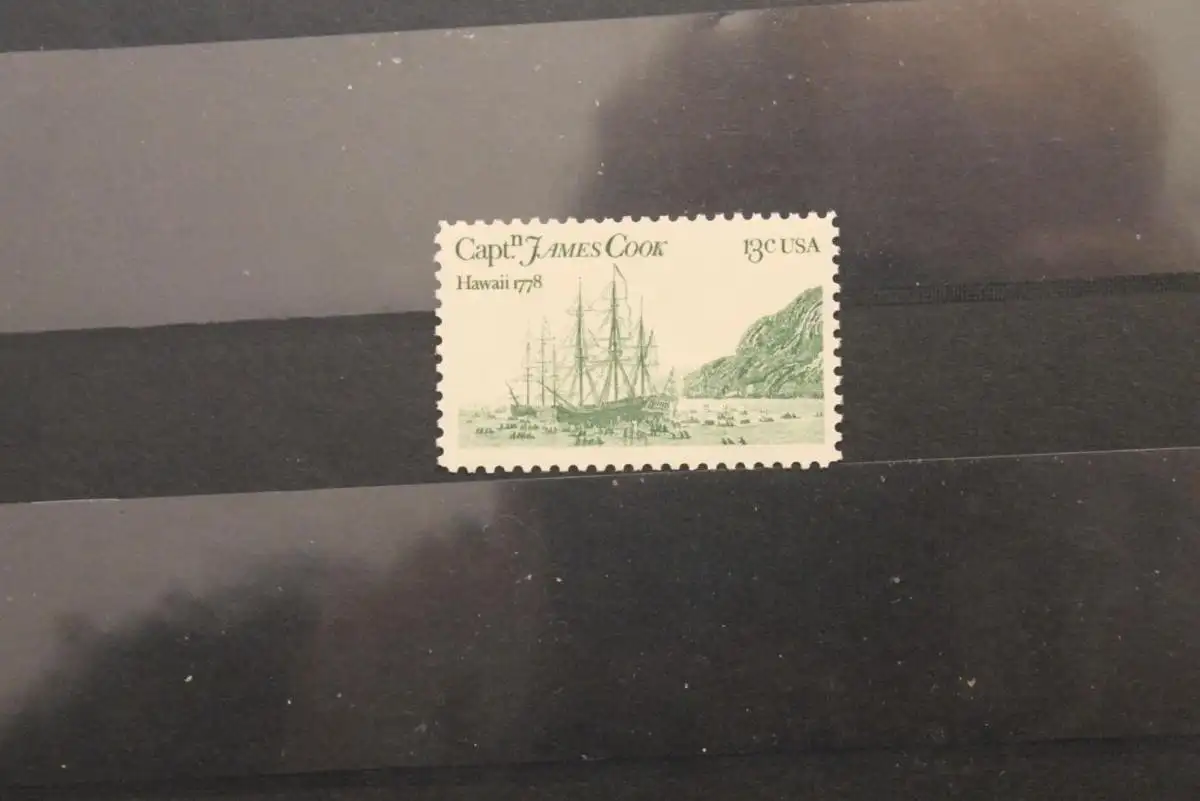 Capt.ⁿ JAMES COOK 13c USA
Hawaii 1778